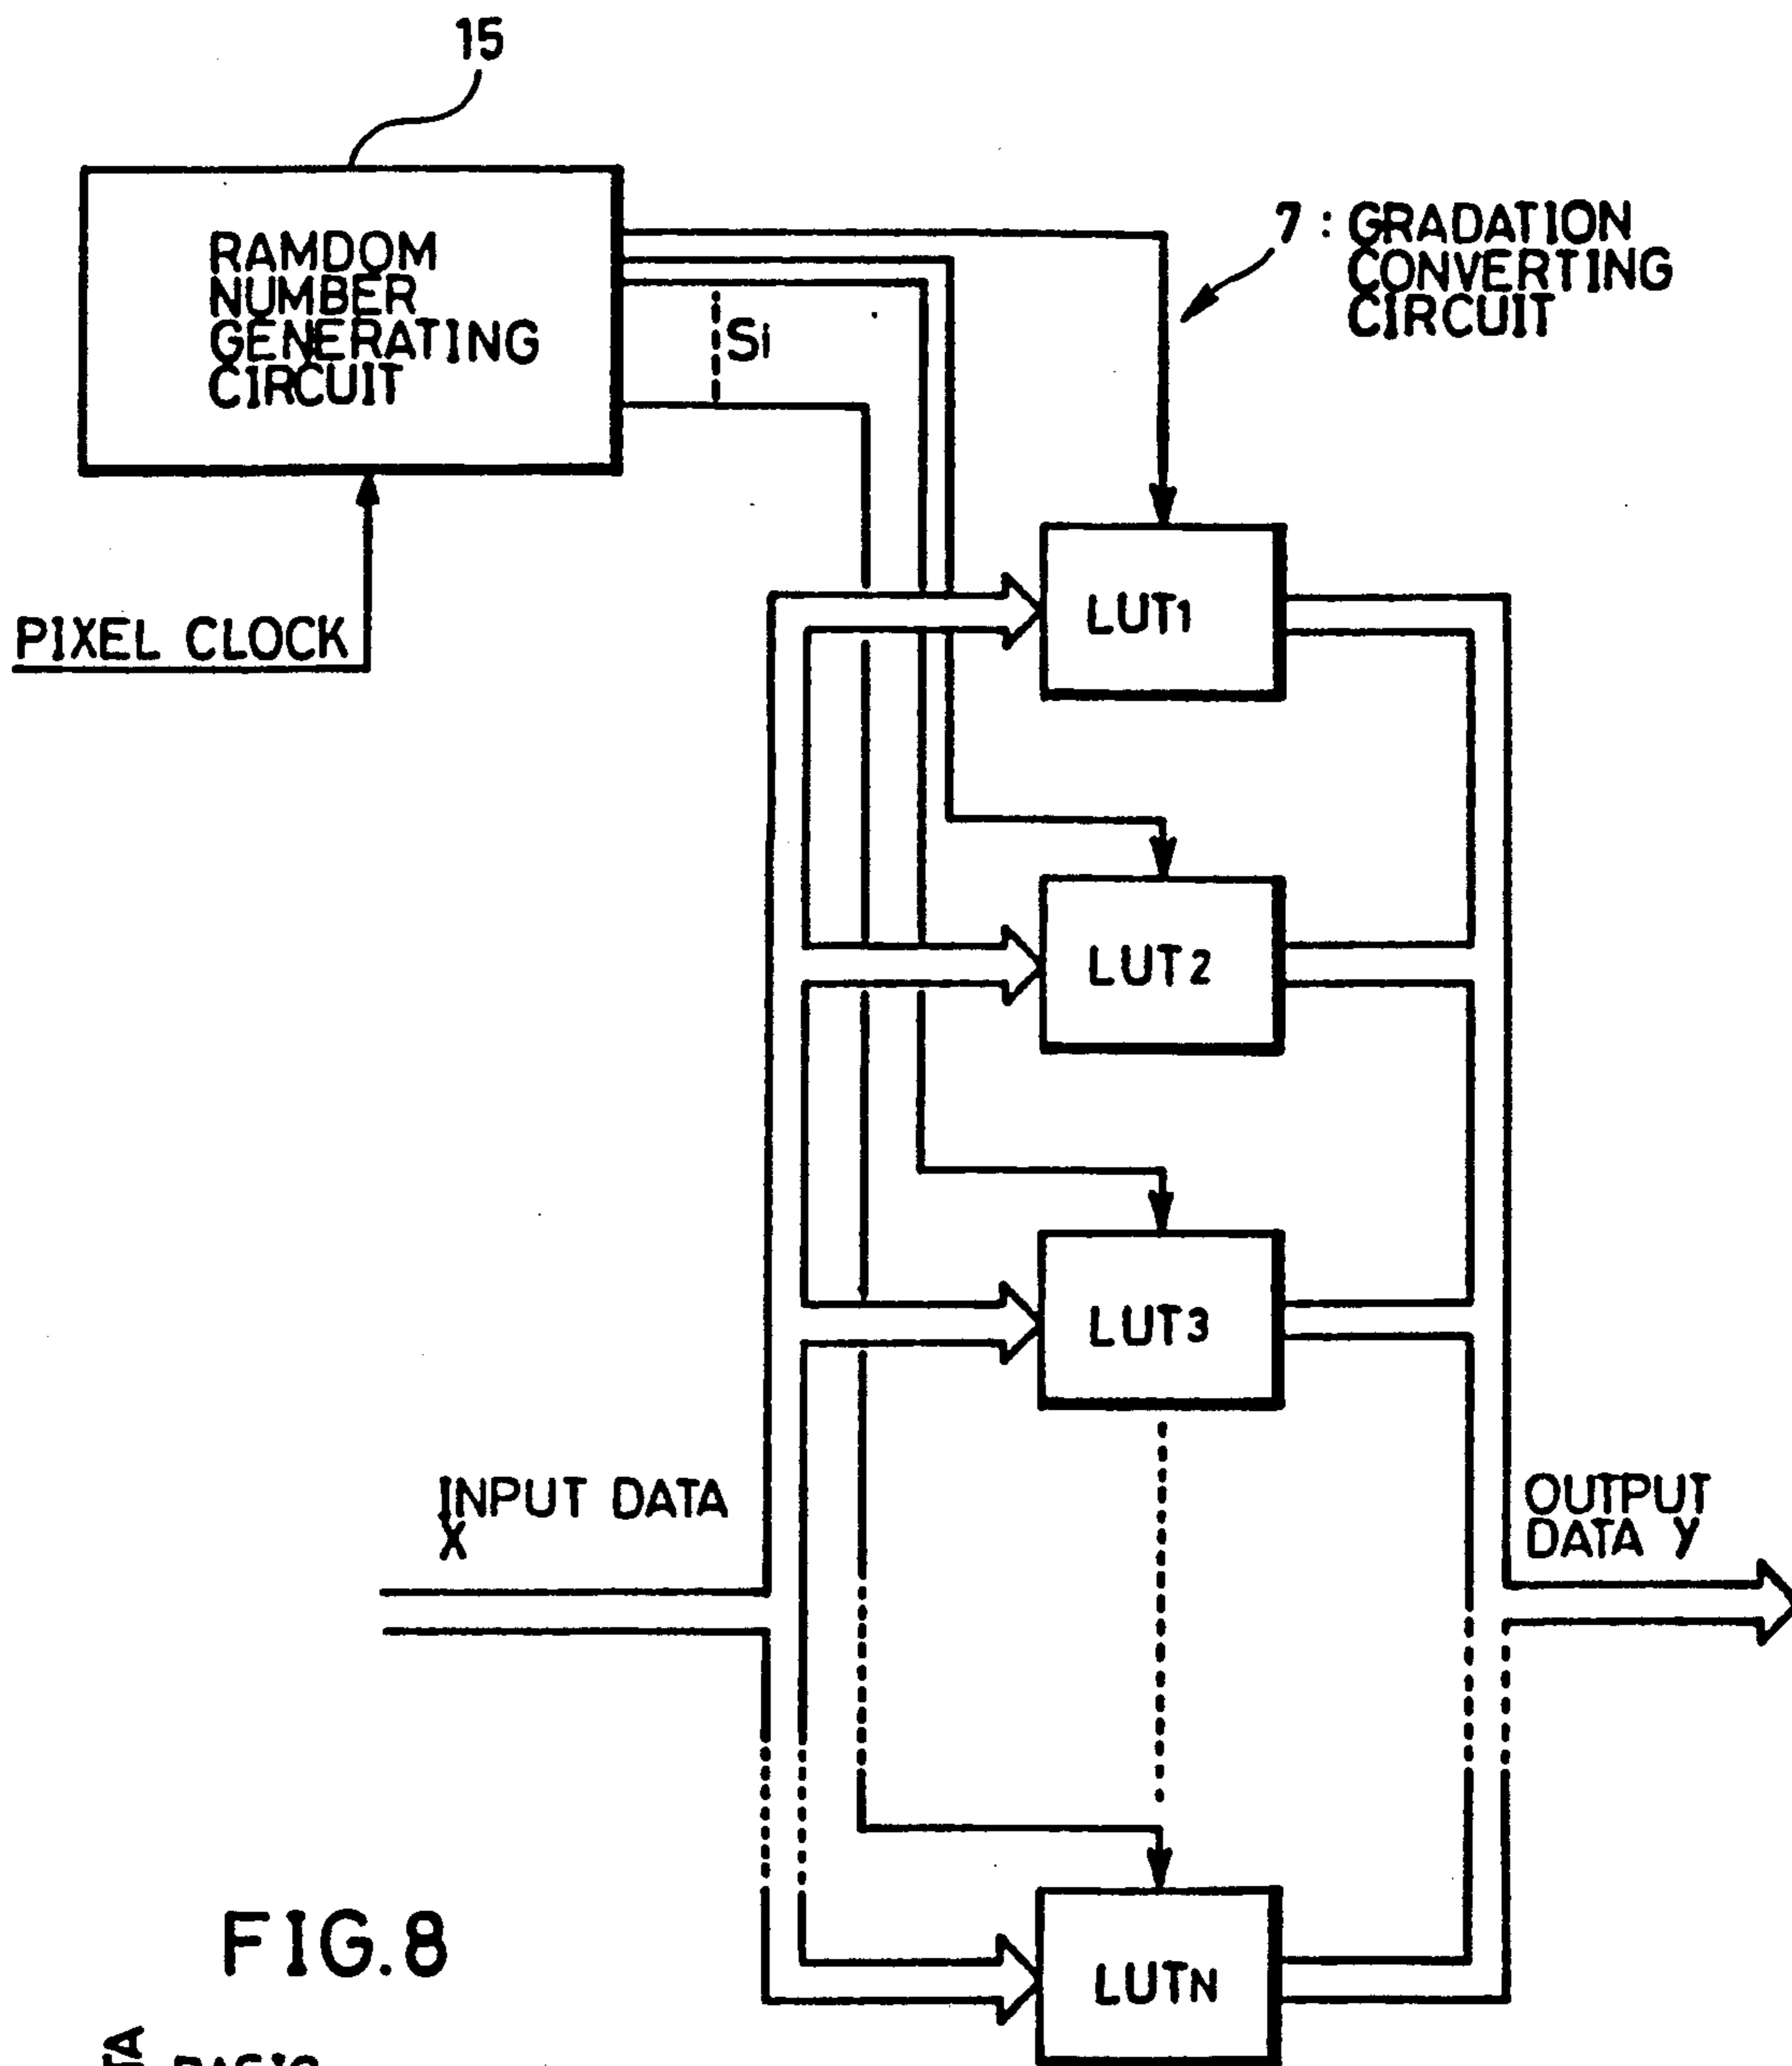 15
RAMDOM
NUMBER
GENERATING
CIRCUIT
Si
7 : GRADATION
CONVERTING
CIRCUIT
PIXEL CLOCK
LUT1
LUT2
LUT3
INPUT DATA
X
OUTPUT
DATA y
LUTN
FIG.8